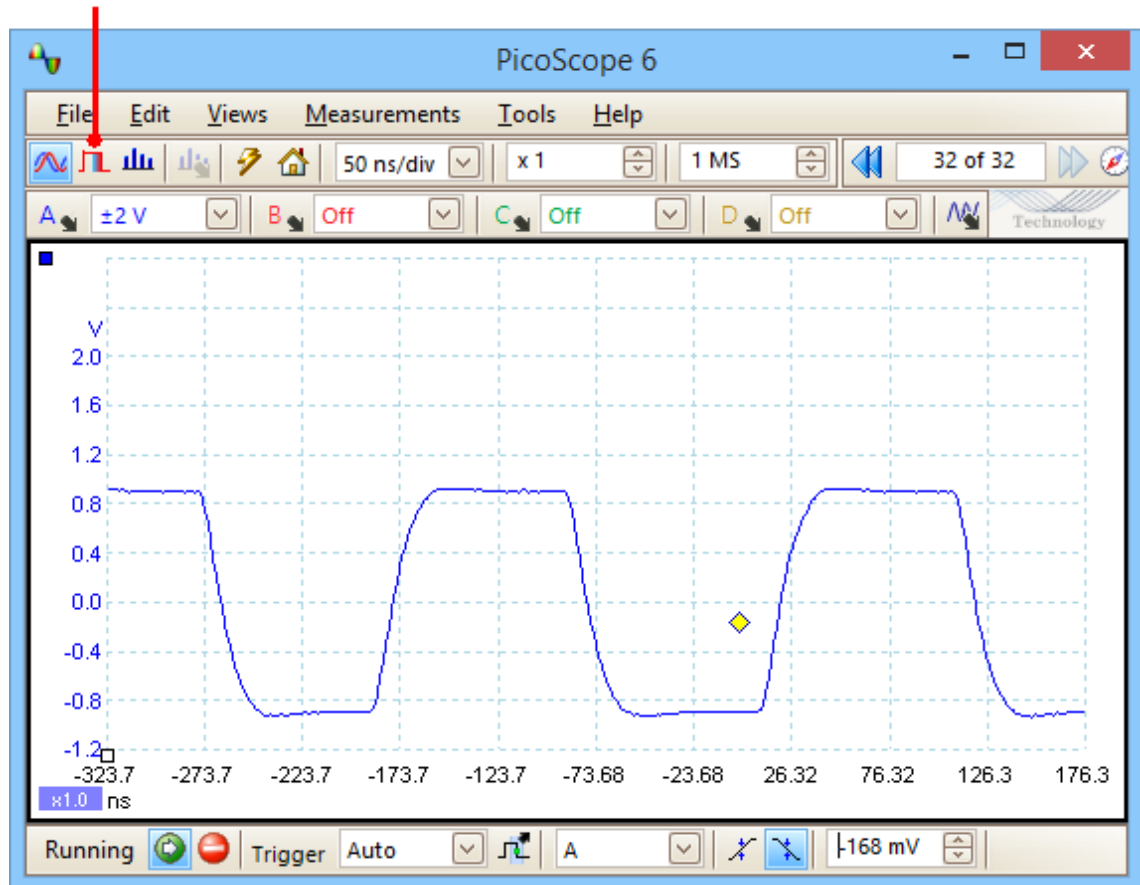 PicoScope 6
File Edit Views Measurements Tools Help
50 ns/div x 1 1 MS 32 of 32
A ±2 V B Off C Off D Off Technology
V
2.0
1.6
1.2
0.8
0.4
0.0
-0.4
-0.8
-1.2
-323.7 -273.7 -223.7 -173.7 -123.7 -73.68 -23.68 26.32 76.32 126.3 176.3
x1.0 ns
Running Trigger Auto A -168 mV